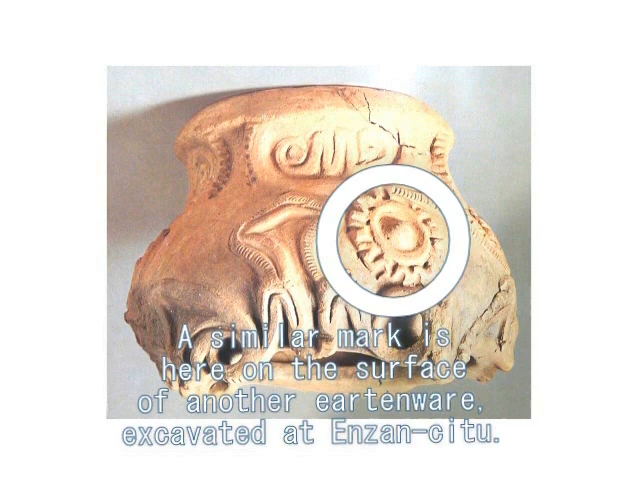 A similar mark is
here on the surface
of another eartenware,
excavated at Enzan-citu.